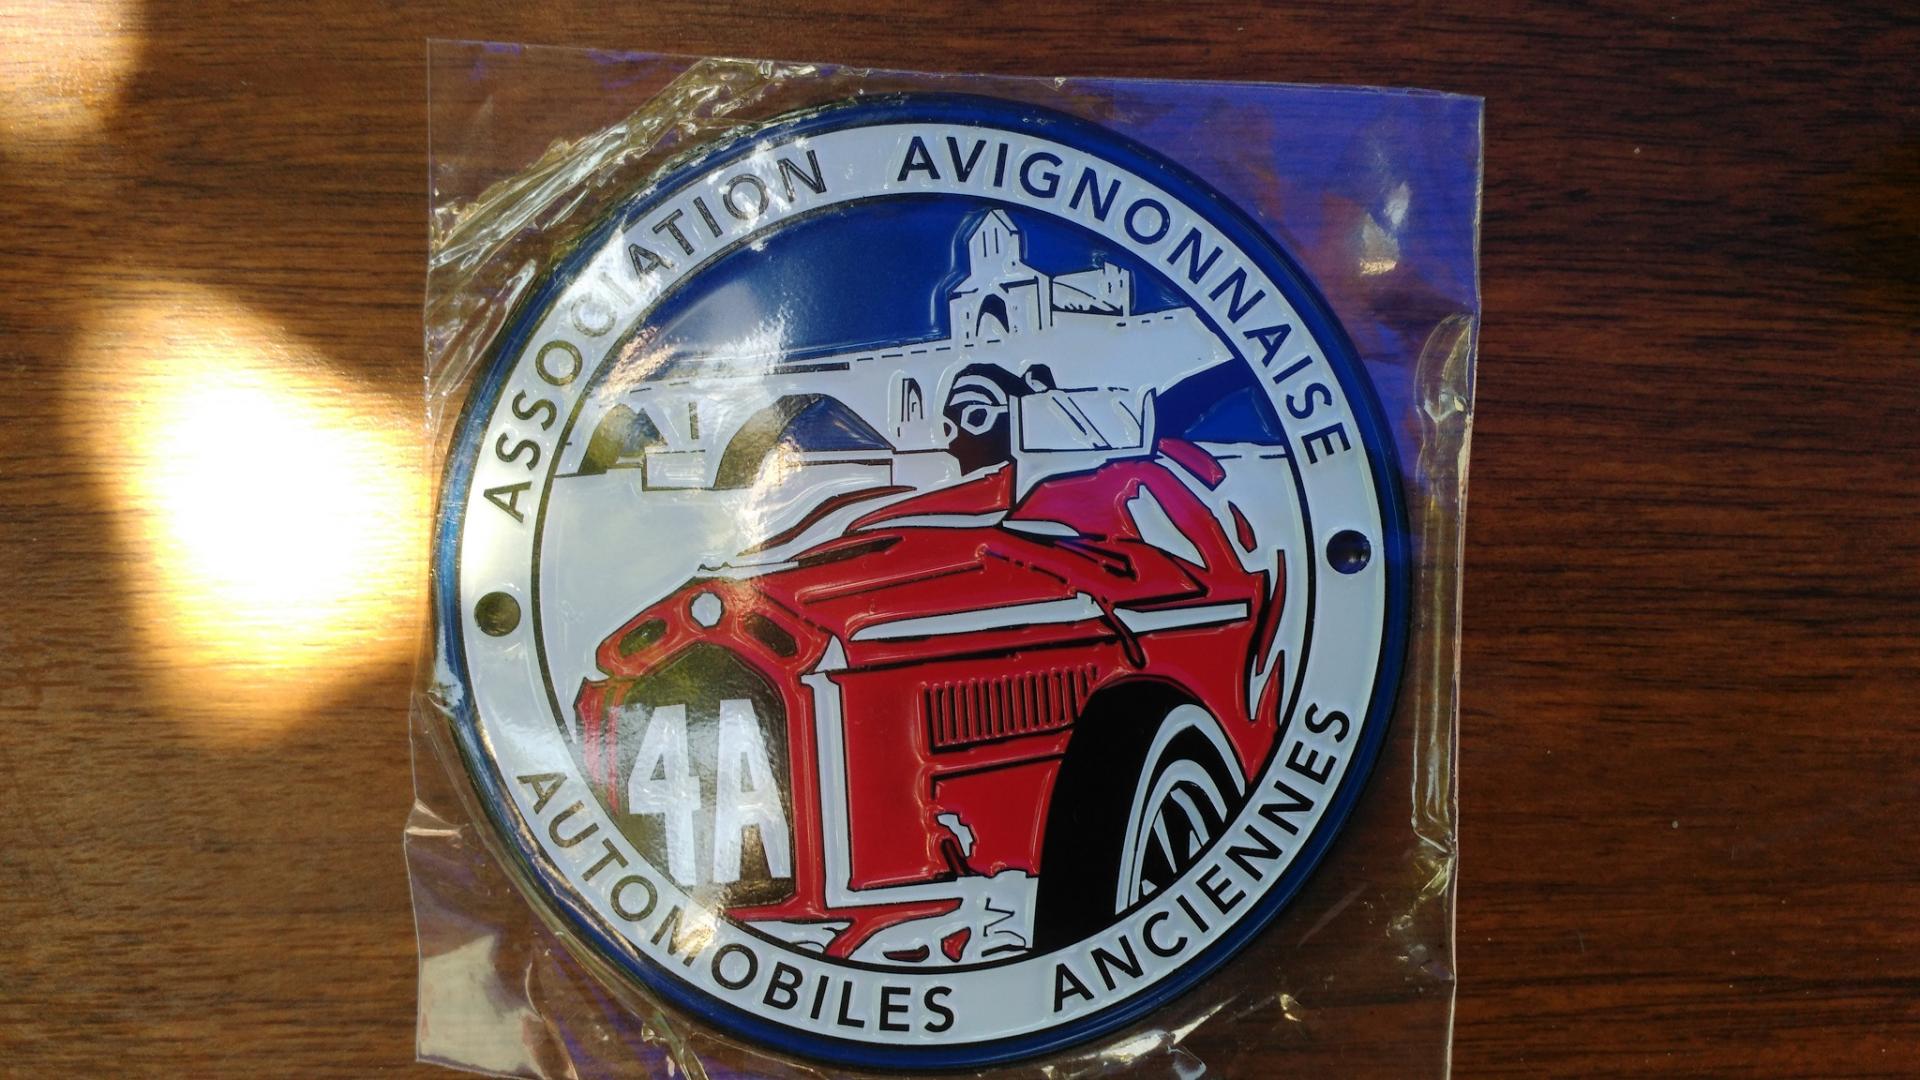 ASSOCIATION AVIGNONNAISE
4A
AUTOMOBILES ANCIENNES